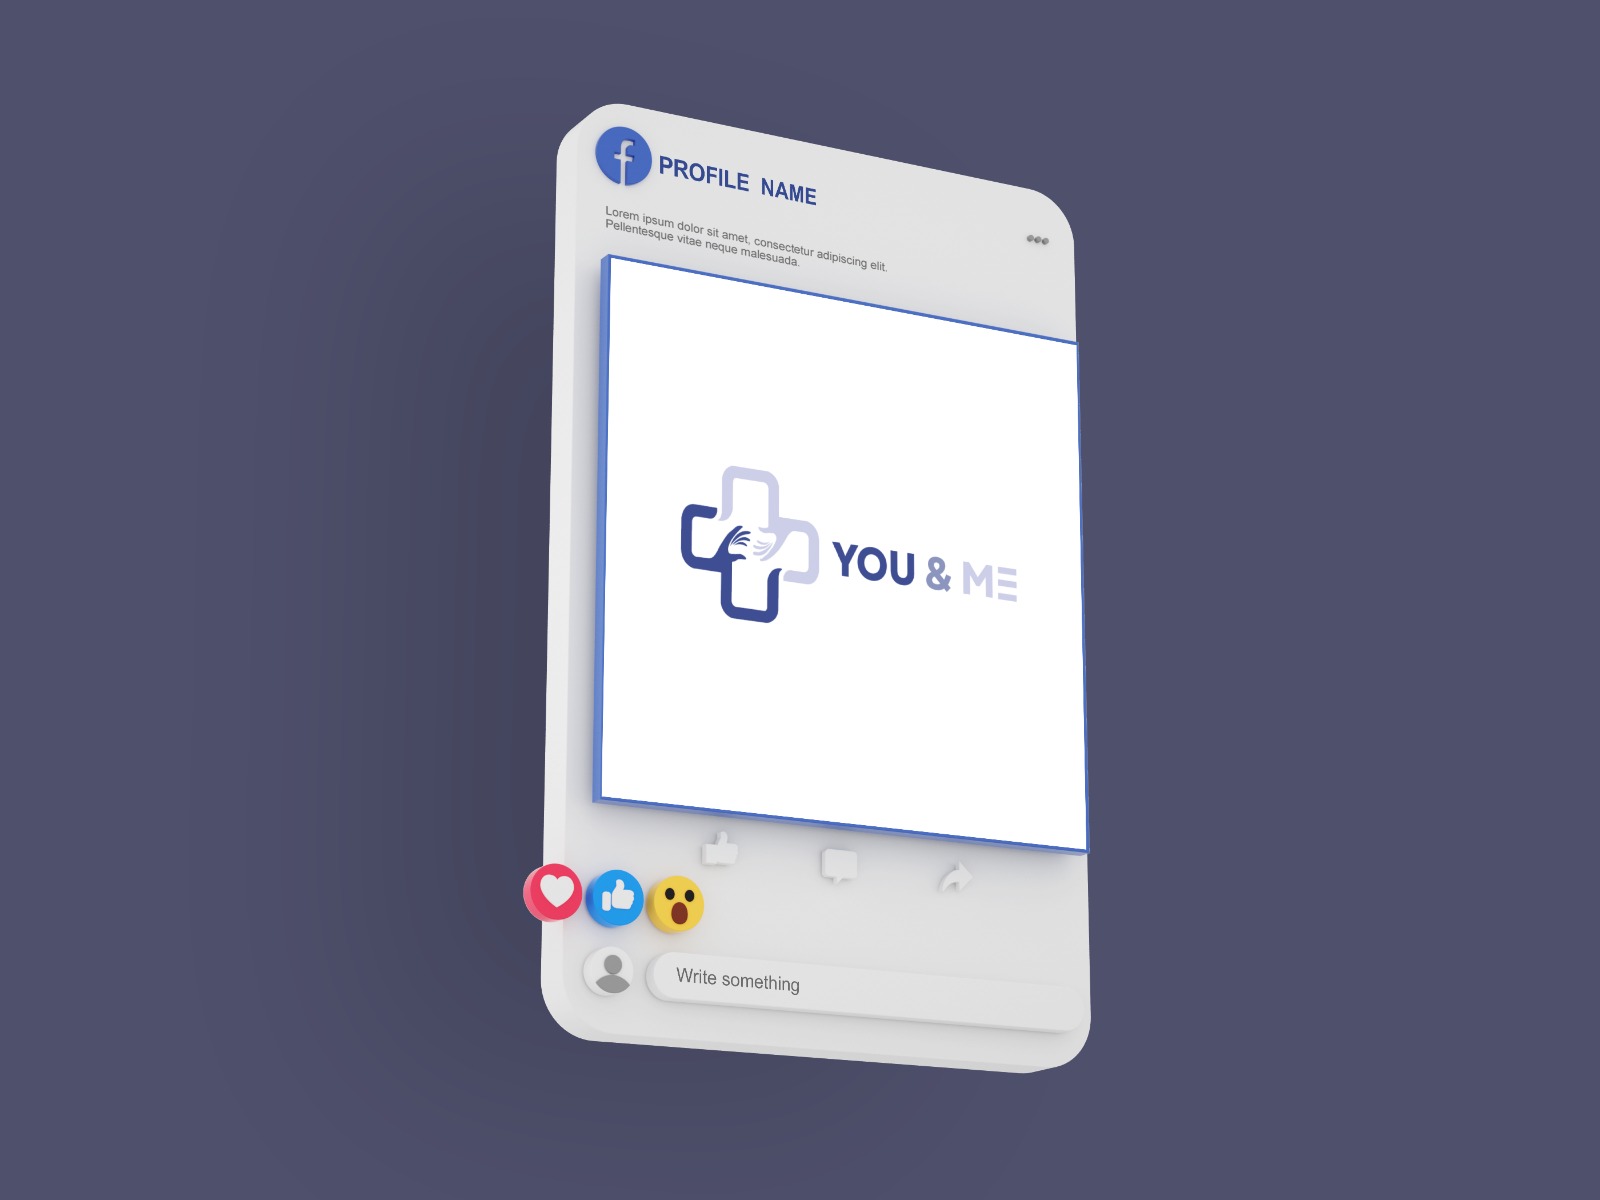 PROFILE NAME
Lorem ipsum dolor sit amet, consectetur adipiscing elit.
Pellentesque vitae neque malesuada.
YOU & ME
Write something